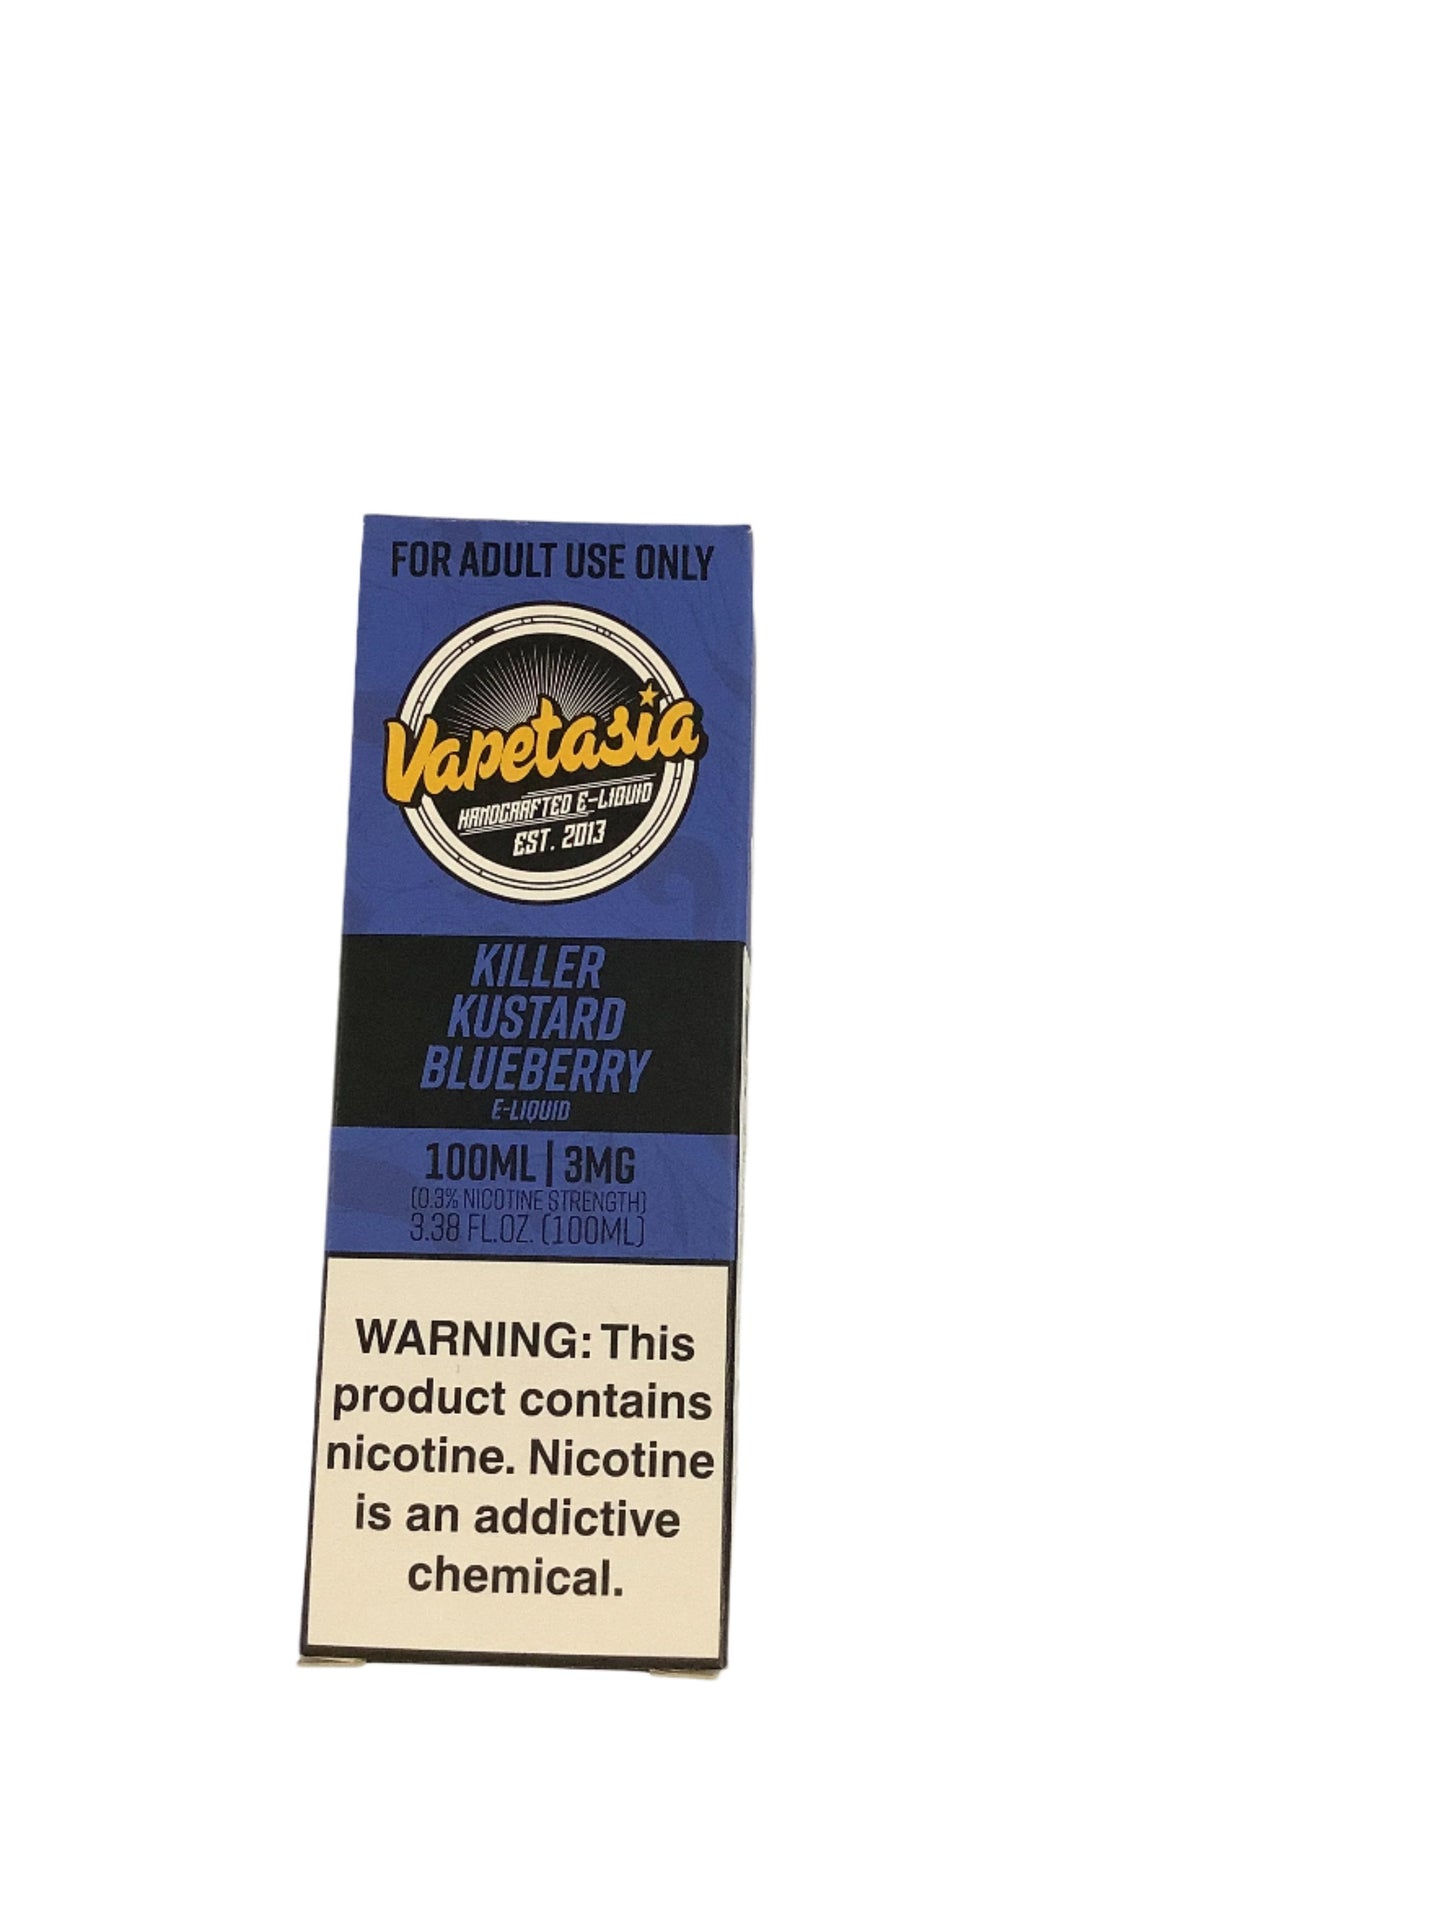 FOR ADULT USE ONLY
Vapetasia
HANDCRAFTED E-LIQUID
EST. 2013
KILLER
KUSTARD
BLUEBERRY
E-LIQUID
100ML | 3MG
(0.3% NICOTINE STRENGTH)
3.38 FL.OZ. (100ML)
WARNING: This
product contains
nicotine. Nicotine
is an addictive
chemical.